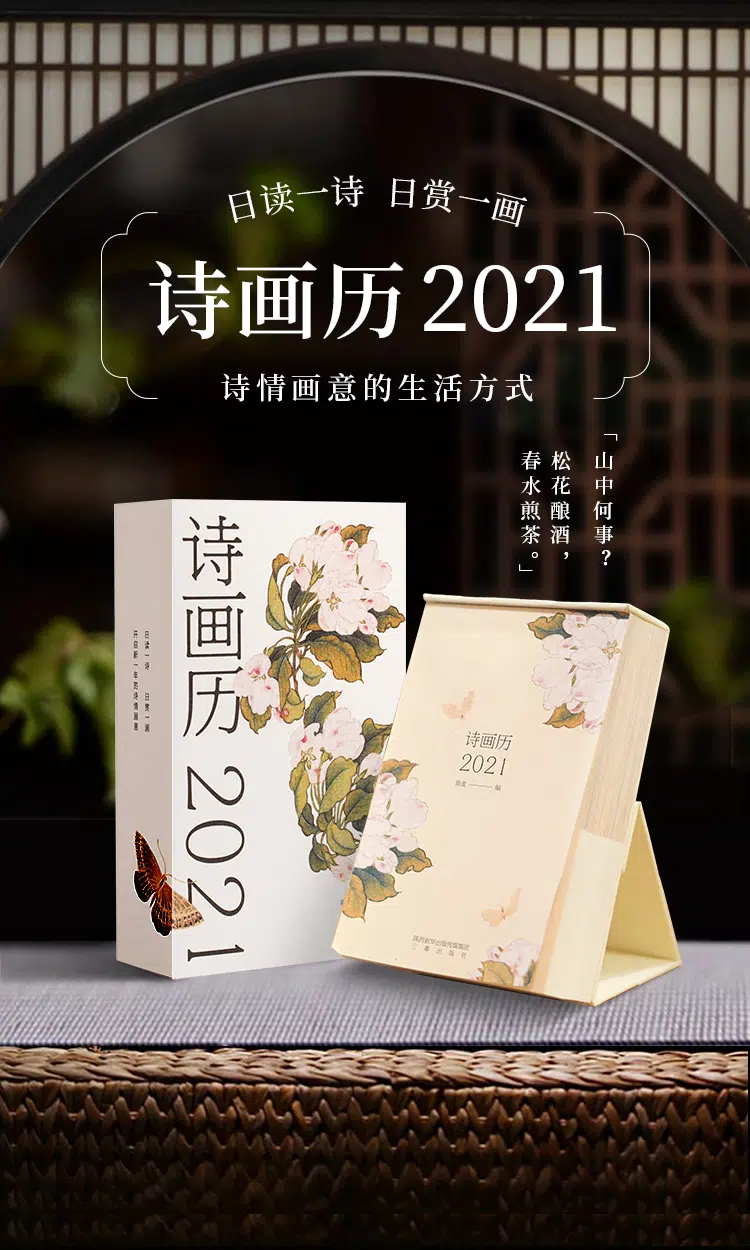 日读一诗 日赏一画
诗画历2021
诗情画意的生活方式
「山中何事？
松花酿酒，
春水煎茶。」
诗画历 2021
日读一诗 日赏一画
开启新一年的诗情画意
诗画历
2021
果麦——编
陕西新华出版传媒集团
三秦出版社